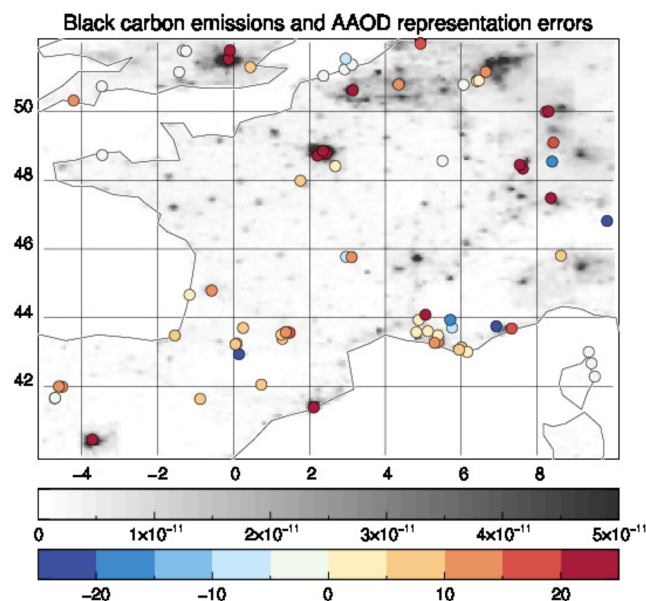 Black carbon emissions and AAOD representation errors
50
48
46
44
42
−4 −2 0 2 4 6 8
0 1x10⁻¹¹ 2x10⁻¹¹ 3x10⁻¹¹ 4x10⁻¹¹ 5x10⁻¹¹
−20 −10 0 10 20